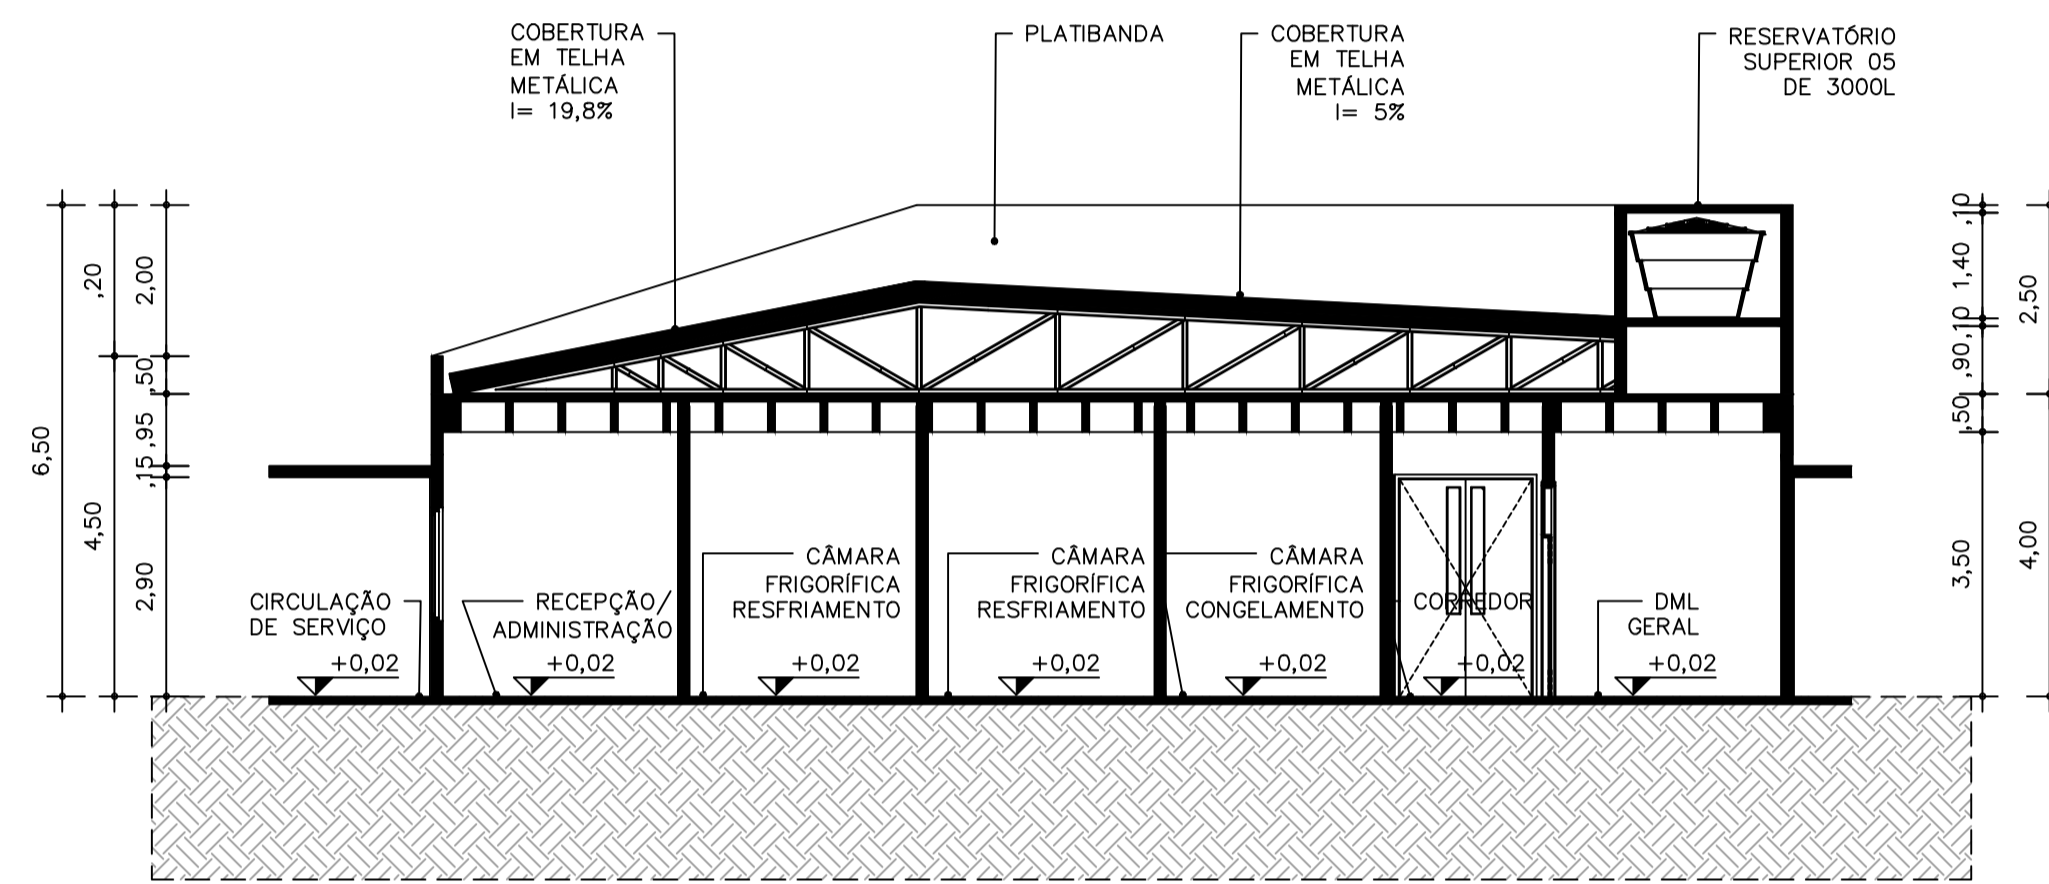 COBERTURA
EM TELHA
METÁLICA
I= 19,8%
PLATIBANDA
COBERTURA
EM TELHA
METÁLICA
I= 5%
RESERVATÓRIO
SUPERIOR 05
DE 3000L
6,50
,20
4,50
2,00
,50
,95
,15
2,90
,10
1,40
,10
,90
,50
3,50
2,50
4,00
CIRCULAÇÃO
DE SERVIÇO
+0,02
RECEPÇÃO/
ADMINISTRAÇÃO
+0,02
CÂMARA
FRIGORÍFICA
RESFRIAMENTO
+0,02
CÂMARA
FRIGORÍFICA
RESFRIAMENTO
+0,02
CÂMARA
FRIGORÍFICA
CONGELAMENTO
+0,02
CORREDOR
+0,02
DML
GERAL
+0,02